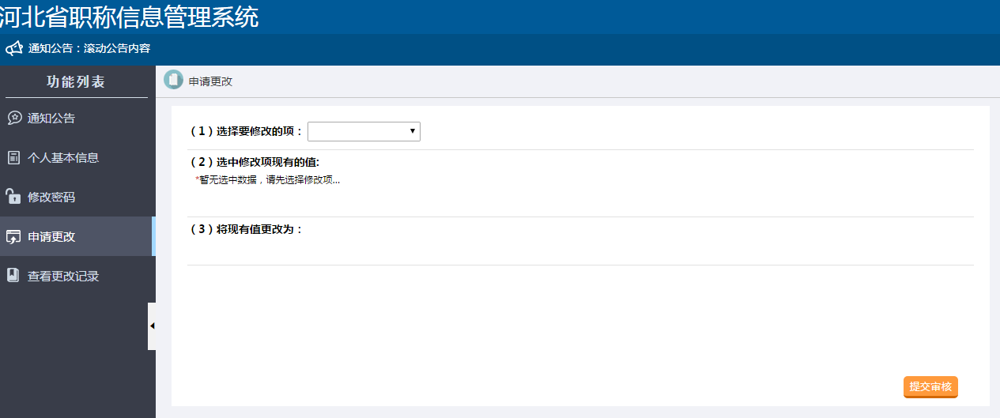 河北省职称信息管理系统
通知公告：滚动公告内容
功能列表
通知公告
个人基本信息
修改密码
申请更改
查看更改记录
申请更改
（1）选择要修改的项：
（2）选中修改项现有的值:
*暂无选中数据，请先选择修改项...
（3）将现有值更改为：
提交审核